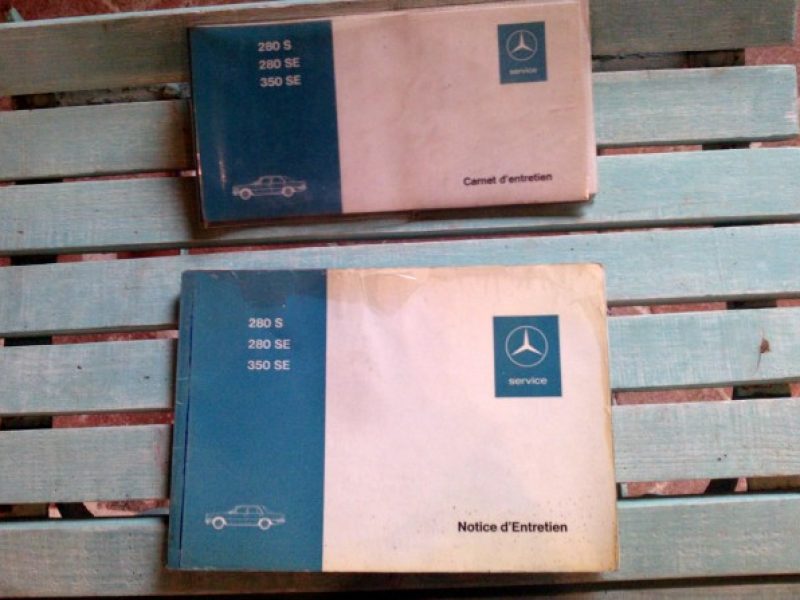 280 S
280 SE
350 SE
service
Carnet d'entretien
280 S
280 SE
350 SE
service
Notice d'Entretien